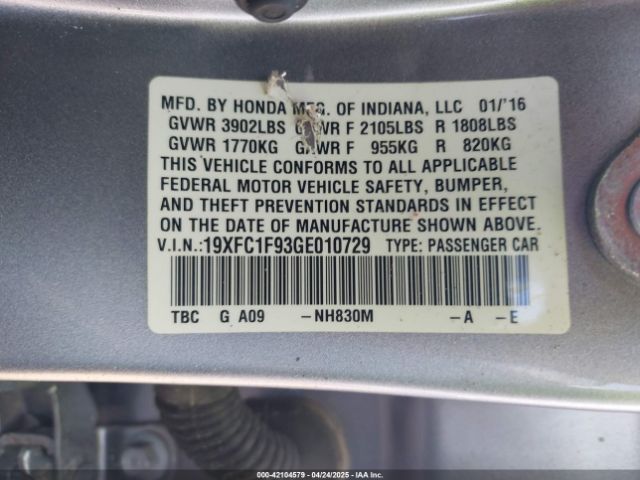 MFD. BY HONDA MFG. OF INDIANA, LLC 01/'16
GVWR 3902LBS GAWR F 2105LBS R 1808LBS
GVWR 1770KG GAWR F 955KG R 820KG
THIS VEHICLE CONFORMS TO ALL APPLICABLE
FEDERAL MOTOR VEHICLE SAFETY, BUMPER,
AND THEFT PREVENTION STANDARDS IN EFFECT
ON THE DATE OF MANUFACTURE SHOWN ABOVE.
V.I.N.:19XFC1F93GE010729 TYPE: PASSENGER CAR
TBC G A09 -NH830M -A -E
000-42104579 | 04/24/2025 | IAA Inc.